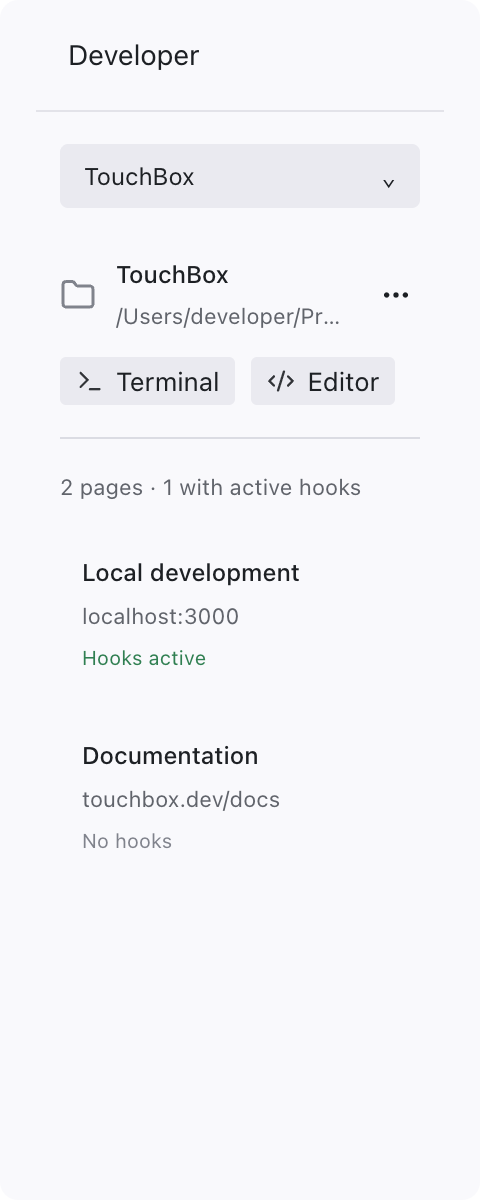 Developer
TouchBox
TouchBox
/Users/developer/Pr...
Terminal
Editor
2 pages · 1 with active hooks
Local development
localhost:3000
Hooks active
Documentation
touchbox.dev/docs
No hooks